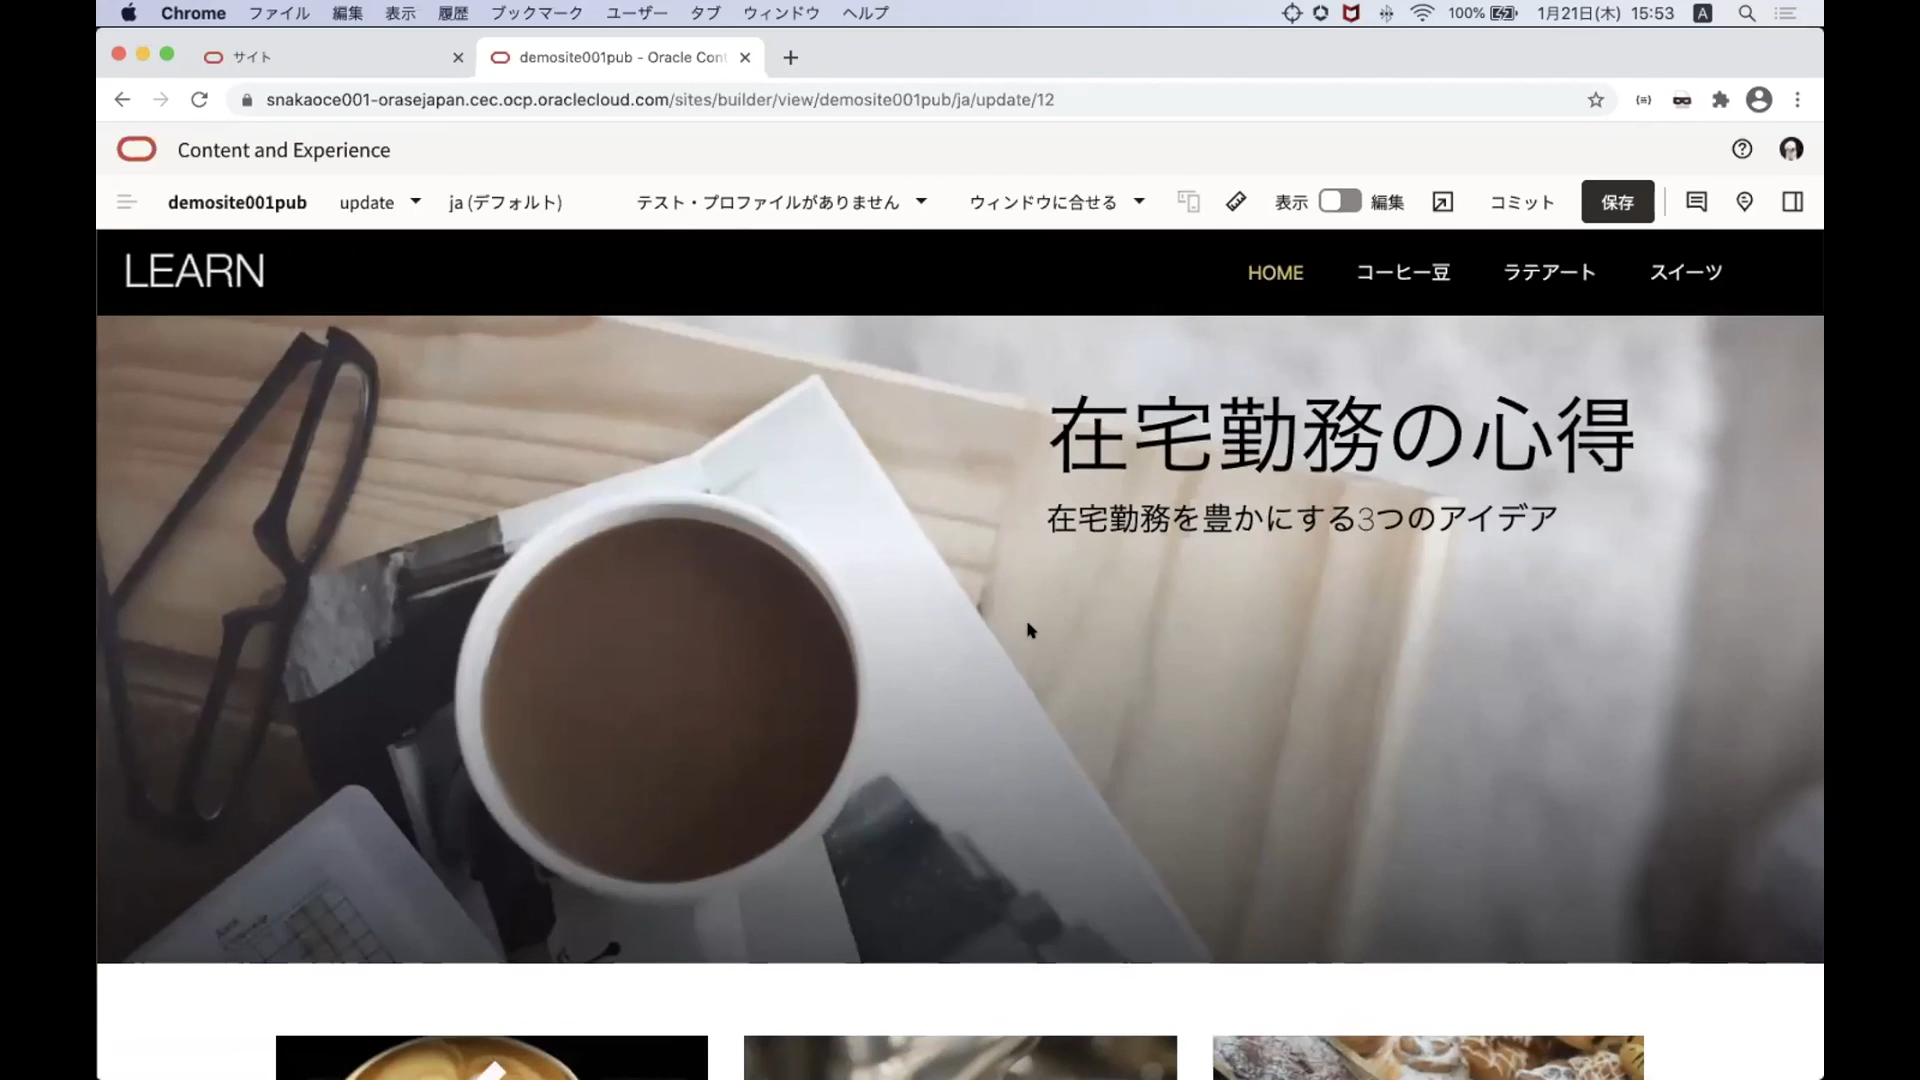 Chrome ファイル 編集 表示 履歴 ブックマーク ユーザー タブ ウィンドウ ヘルプ 100% 1月21日(木) 15:53 A
サイト demosite001pub - Oracle Con
snakaoce001-orasejapan.cec.ocp.oraclecloud.com/sites/builder/view/demosite001pub/ja/update/12
Content and Experience
demosite001pub update ja (デフォルト) テスト・プロファイルがありません ウィンドウに合せる 表示 編集 コミット 保存
LEARN HOME コーヒー豆 ラテアート スイーツ
在宅勤務の心得
在宅勤務を豊かにする3つのアイデア